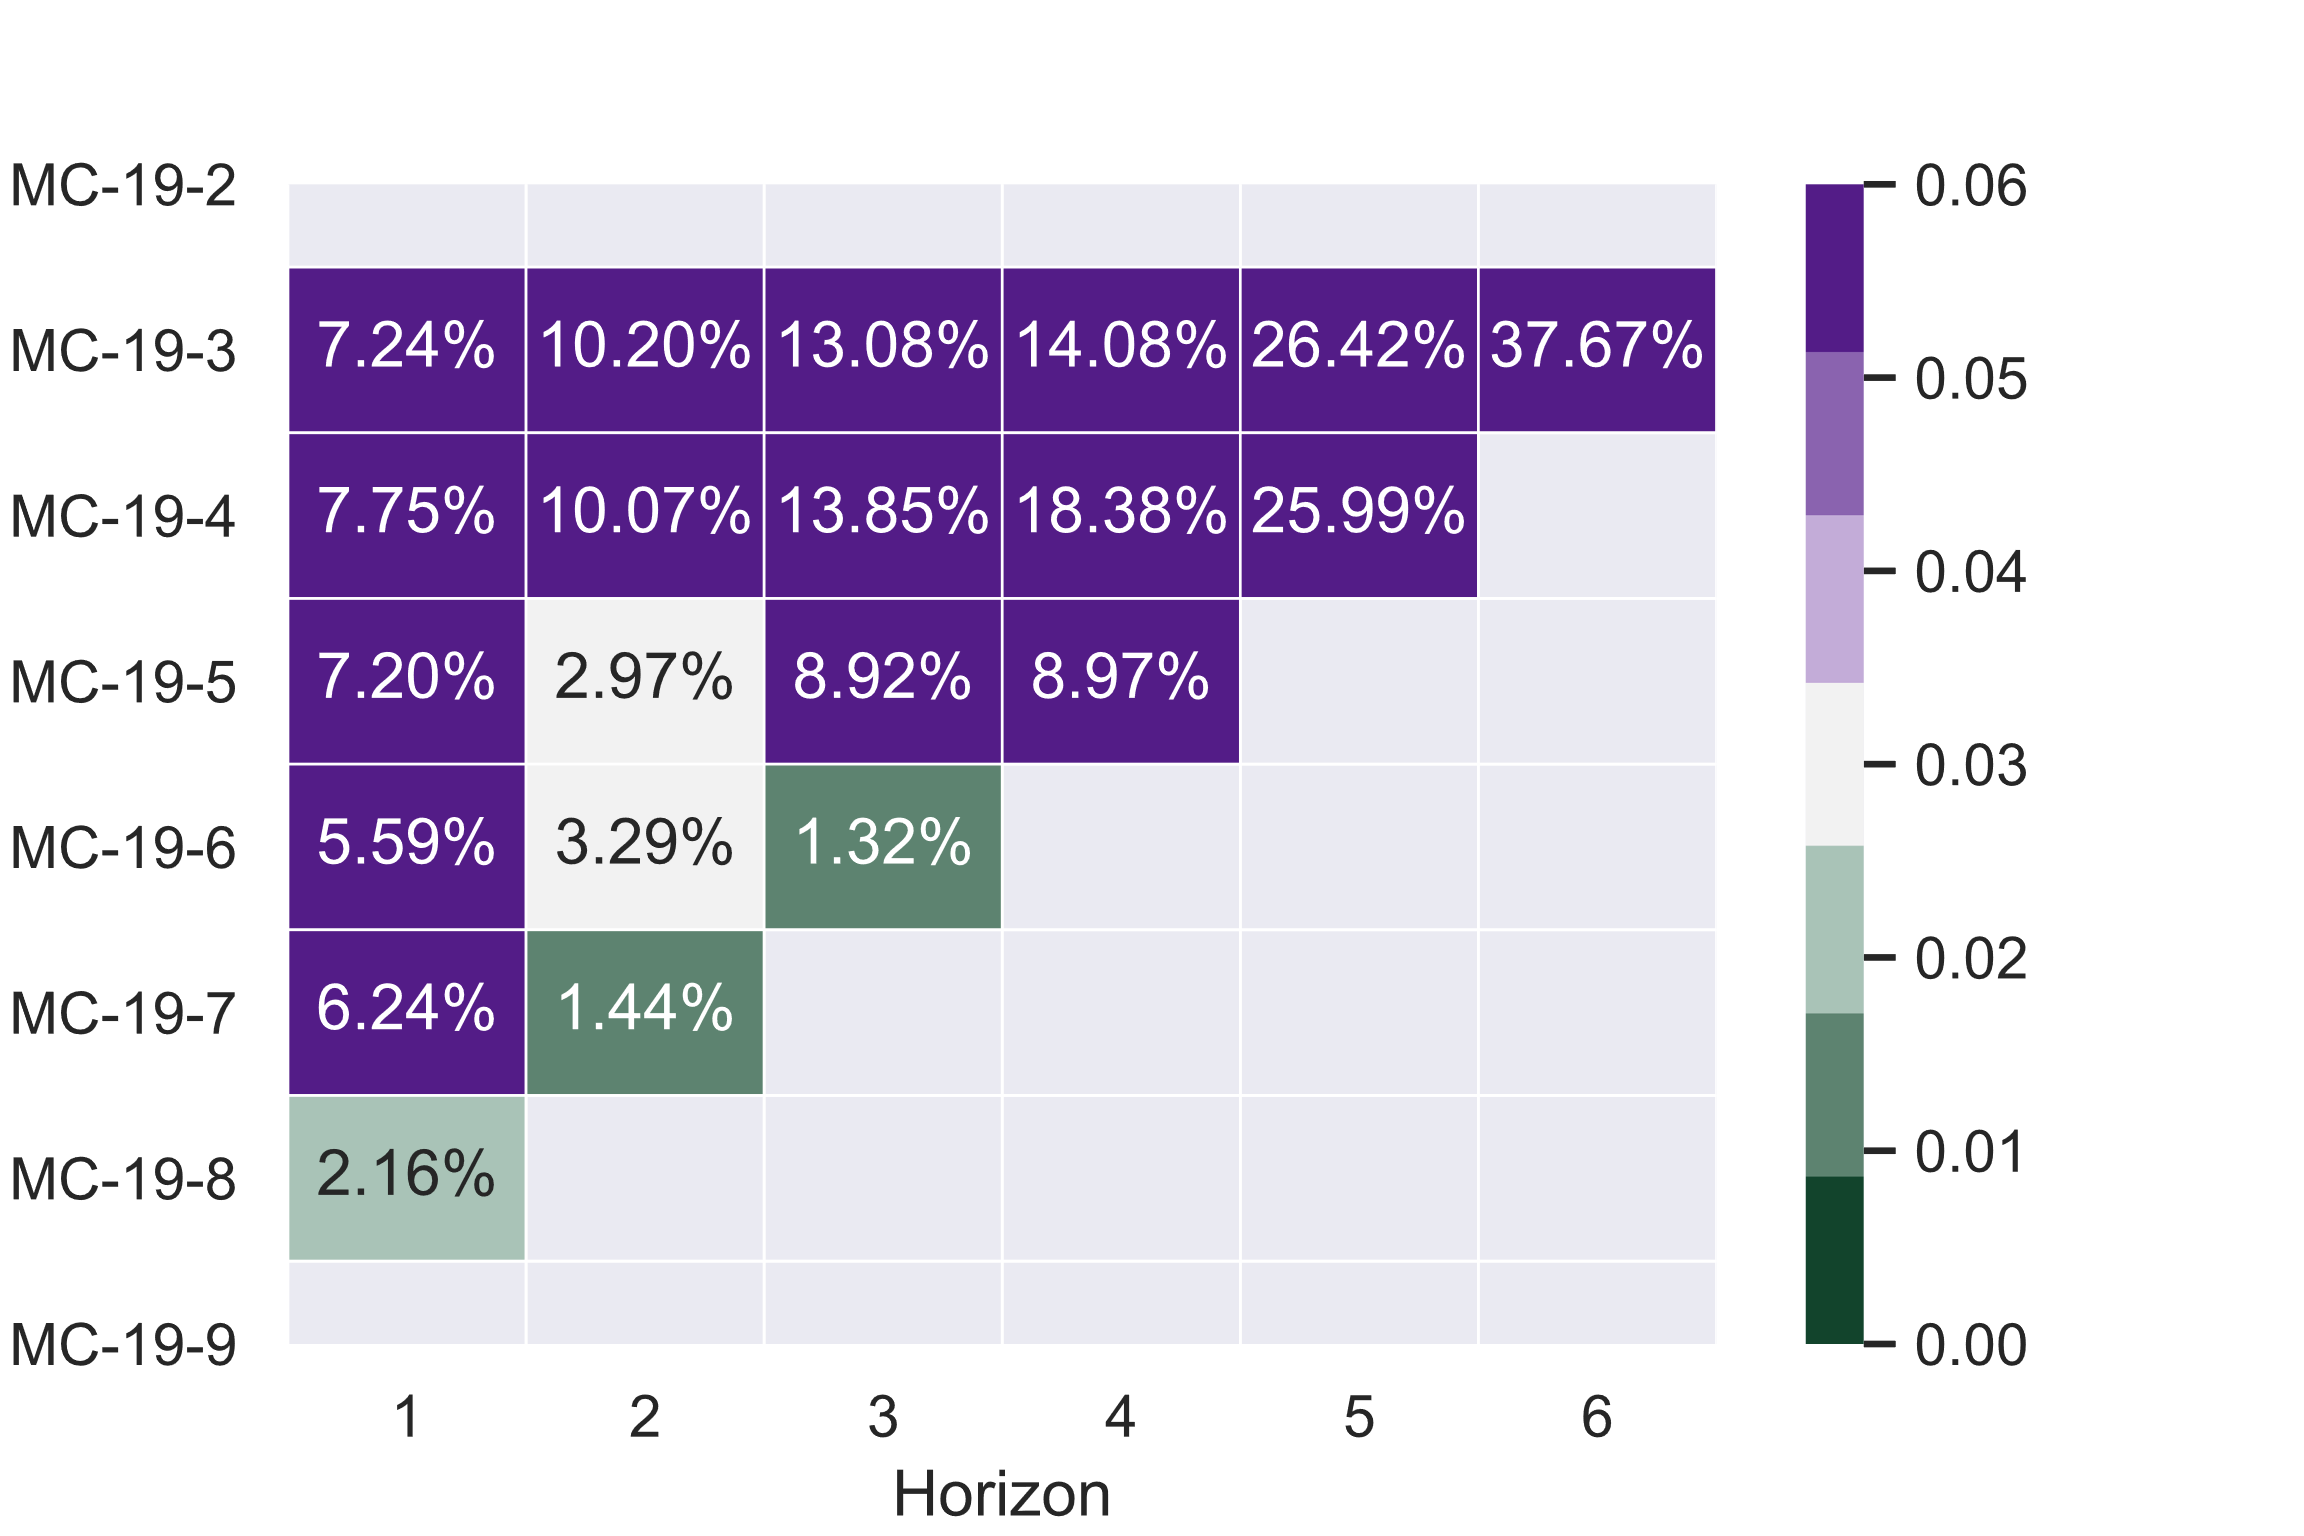 MC-19-2
MC-19-3 7.24% 10.20% 13.08% 14.08% 26.42% 37.67%
MC-19-4 7.75% 10.07% 13.85% 18.38% 25.99%
MC-19-5 7.20% 2.97% 8.92% 8.97%
MC-19-6 5.59% 3.29% 1.32%
MC-19-7 6.24% 1.44%
MC-19-8 2.16%
MC-19-9
1 2 3 4 5 6
Horizon
0.06
0.05
0.04
0.03
0.02
0.01
0.00